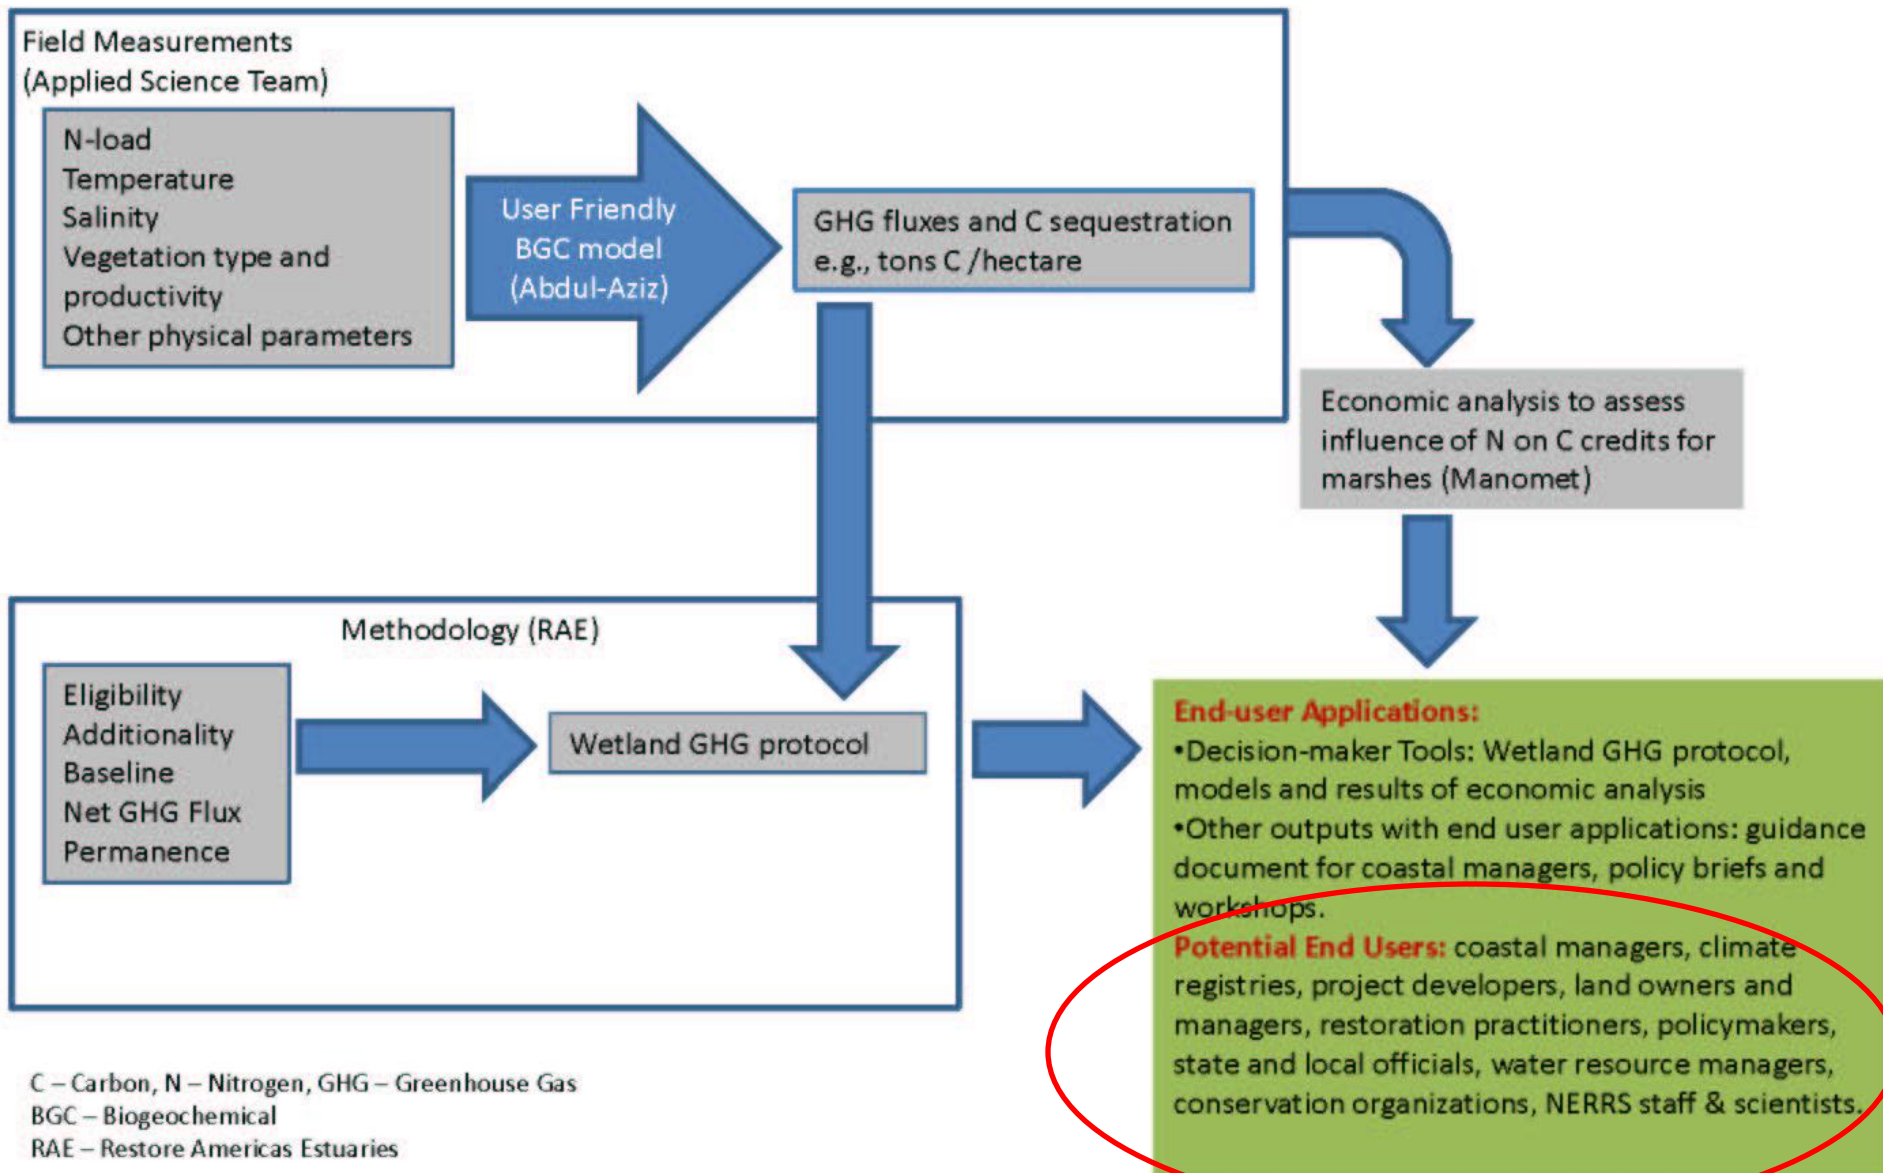 Field Measurements
(Applied Science Team)
N-load
Temperature
Salinity
Vegetation type and
productivity
Other physical parameters
User Friendly
BGC model
(Abdul-Aziz)
GHG fluxes and C sequestration
e.g., tons C /hectare
Economic analysis to assess
influence of N on C credits for
marshes (Manomet)
Methodology (RAE)
Eligibility
Additionality
Baseline
Net GHG Flux
Permanence
Wetland GHG protocol
End-user Applications:
•Decision-maker Tools: Wetland GHG protocol,
models and results of economic analysis
•Other outputs with end user applications: guidance
document for coastal managers, policy briefs and
workshops.
Potential End Users: coastal managers, climate
registries, project developers, land owners and
managers, restoration practitioners, policymakers,
state and local officials, water resource managers,
conservation organizations, NERRS staff & scientists.
C – Carbon, N – Nitrogen, GHG – Greenhouse Gas
BGC – Biogeochemical
RAE – Restore Americas Estuaries